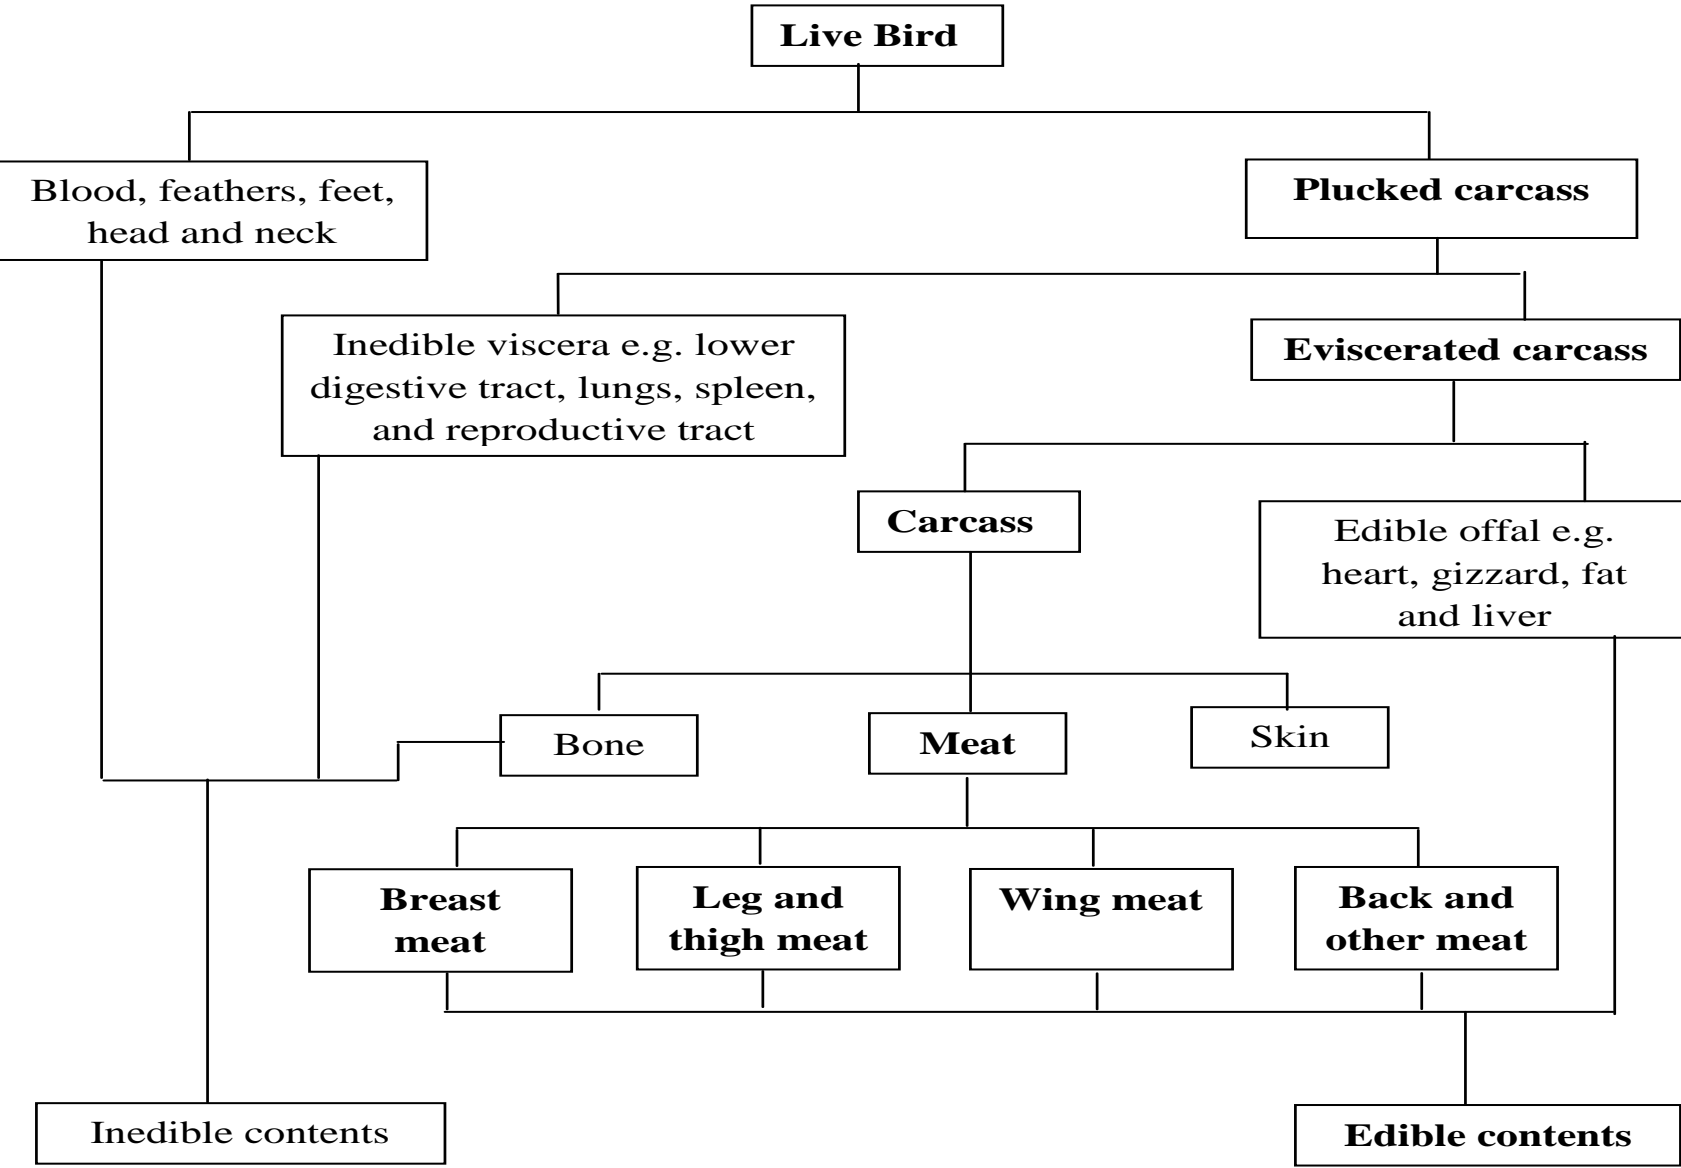 Live Bird
Blood, feathers, feet,
head and neck
Plucked carcass
Inedible viscera e.g. lower
digestive tract, lungs, spleen,
and reproductive tract
Eviscerated carcass
Carcass
Edible offal e.g.
heart, gizzard, fat
and liver
Bone
Meat
Skin
Breast
meat
Leg and
thigh meat
Wing meat
Back and
other meat
Inedible contents
Edible contents